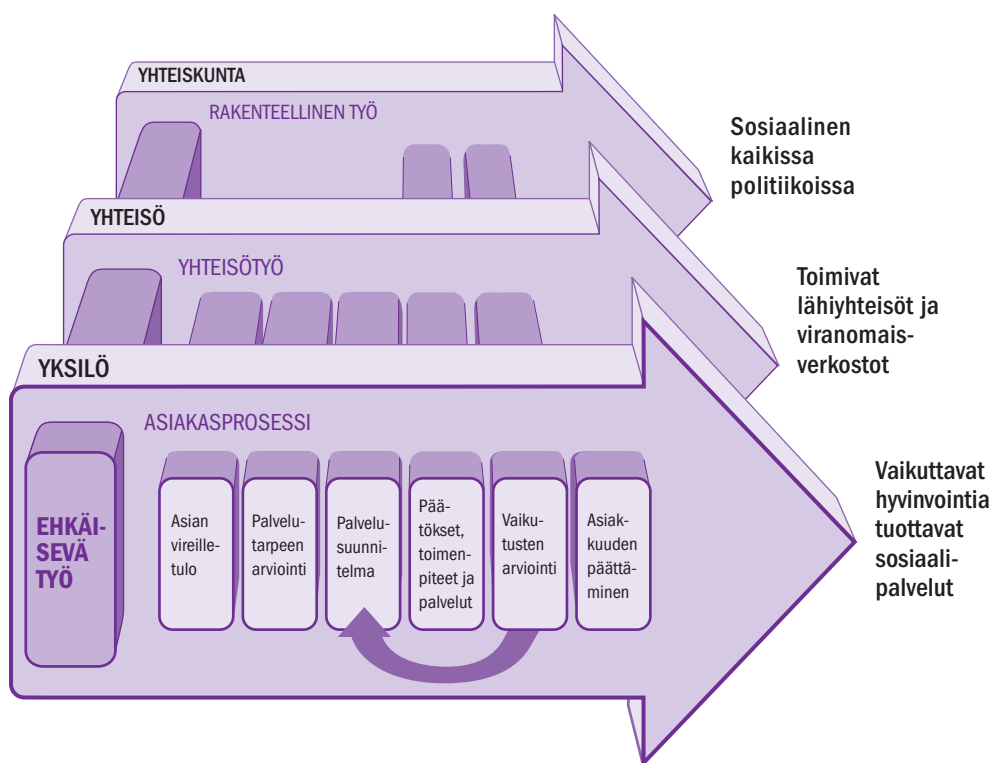 YHTEISKUNTA
RAKENTEELLINEN TYÖ
Sosiaalinen
kaikissa
politiikoissa
YHTEISÖ
YHTEISÖTYÖ
Toimivat
lähiyhteisöt ja
viranomais-
verkostot
YKSILÖ
ASIAKASPROSESSI
EHKÄI-
SEVÄ
TYÖ
Asian
vireille-
tulo
Palvelu-
tarpeen
arviointi
Palvelu-
suunni-
telma
Pää-
tökset,
toimen-
piteet ja
palvelut
Vaiku-
tusten
arviointi
Asiak-
kuuden
päättä-
minen
Vaikuttavat
hyvinvointia
tuottavat
sosiaali-
palvelut